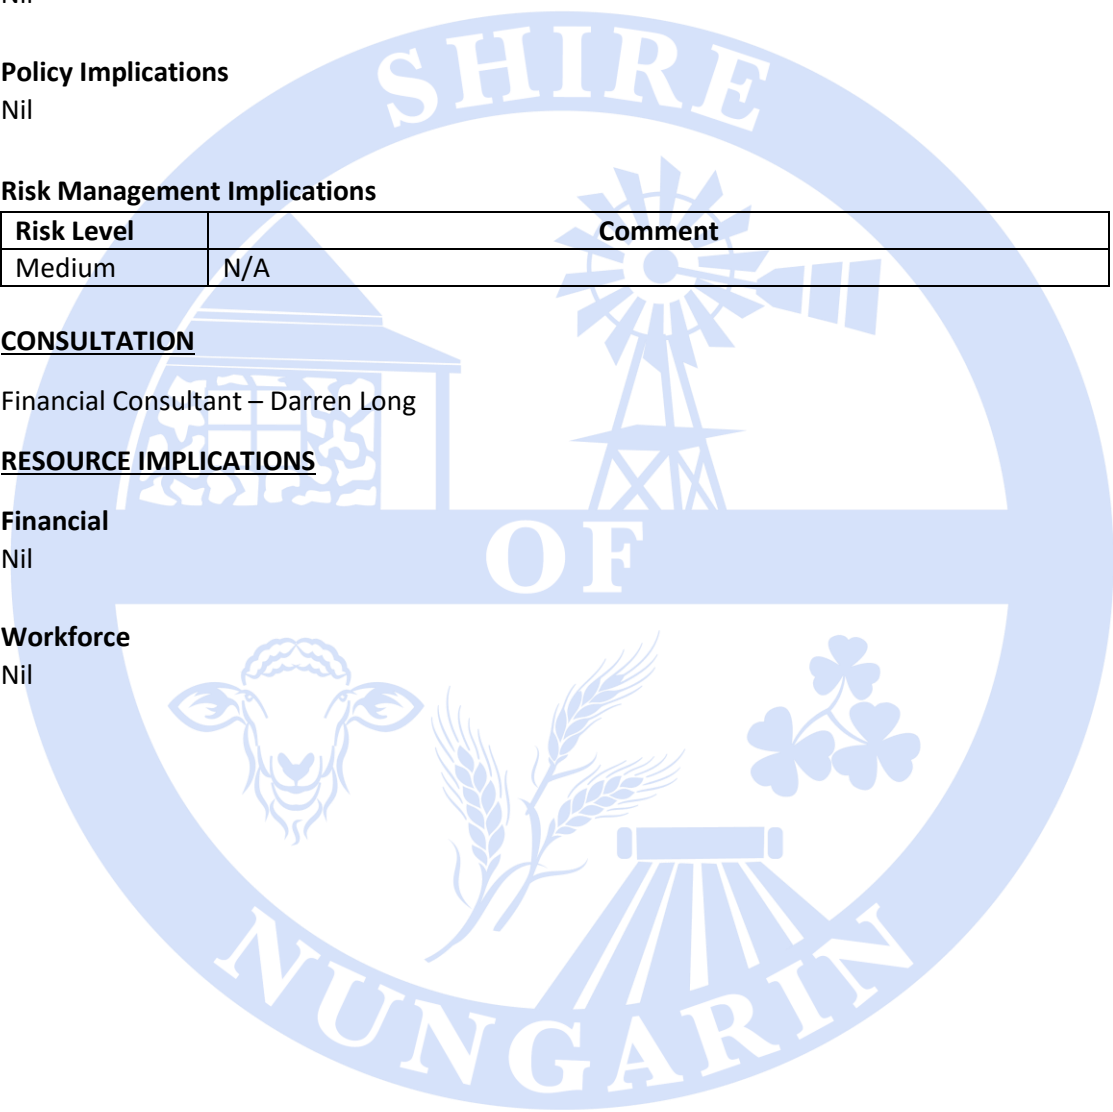 Nil
Policy Implications
Nil
Risk Management Implications
Risk Level Comment
Medium N/A
CONSULTATION
Financial Consultant – Darren Long
RESOURCE IMPLICATIONS
Financial
Nil
Workforce
Nil
SHIRE
OF
NUNGARIN